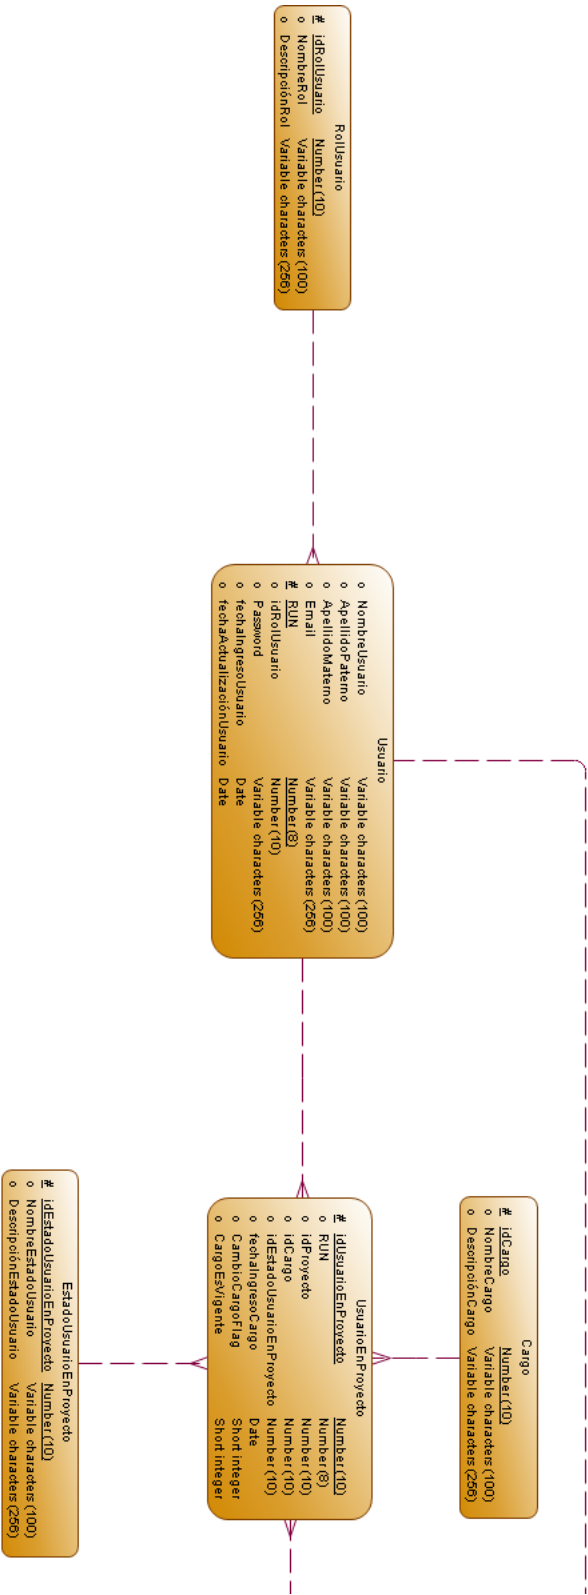 RolUsuario
# idRolUsuario Number (10)
o NombreRol Variable characters (100)
o DescripciónRol Variable characters (256)
Usuario
o NombreUsuario Variable characters (100)
o ApellidoPaterno Variable characters (100)
o ApellidoMaterno Variable characters (100)
o Email Variable characters (256)
# RUN Number (8)
o idRolUsuario Number (10)
o Password Variable characters (256)
o fechaIngresoUsuario Date
o fechaActualizaciónUsuario Date
Cargo
# idCargo Number (10)
o NombreCargo Variable characters (100)
o DescripciónCargo Variable characters (256)
UsuarioEnProyecto
# idUsuarioEnProyecto Number (10)
o RUN Number (8)
o idProyecto Number (10)
o idCargo Number (10)
o idEstadoUsuarioEnProyecto Number (10)
o fechaIngresoCargo Date
o CambioCargoFlag Short integer
o CargoEsVigente Short integer
EstadoUsuarioEnProyecto
# idEstadoUsuarioEnProyecto Number (10)
o NombreEstadoUsuario Variable characters (100)
o DescripciónEstadoUsuario Variable characters (256)